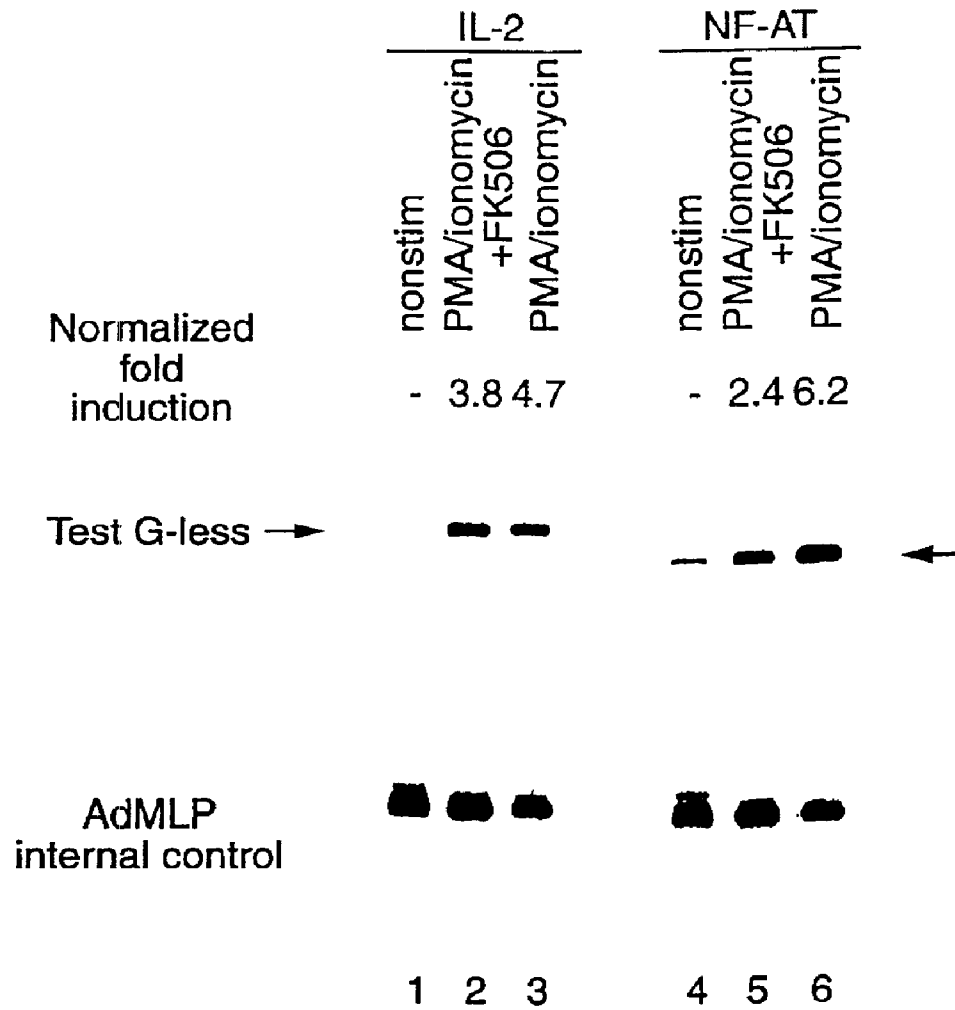 IL-2 NF-AT
nonstim
PMA/ionomycin
+FK506
PMA/ionomycin
nonstim
PMA/ionomycin
+FK506
PMA/ionomycin
Normalized
fold
induction
- 3.8 4.7 - 2.4 6.2
Test G-less
AdMLP
internal control
1 2 3 4 5 6